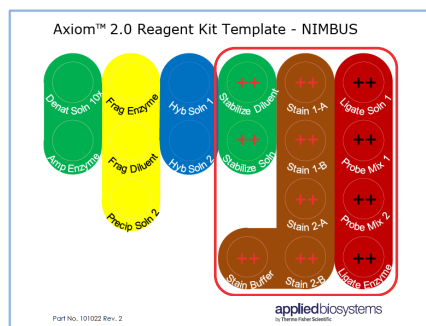 Axiom™ 2.0 Reagent Kit Template - NIMBUS
Denat Soln 10x
Frag Enzyme
Hyb Soln 1
++
Stabilize Diluent
++
Stain 1-A
++
Ligate Soln 1
Amp Enzyme
Frag Diluent
Hyb Soln 2
++
Stabilize Soln
++
Stain 1-B
++
Probe Mix 1
Precip Soln 2
++
Stain 2-A
++
Probe Mix 2
++
Stain Buffer
++
Stain 2-B
++
Ligate Enzyme
Part No. 101022 Rev. 2
appliedbiosystems
by Thermo Fisher Scientific